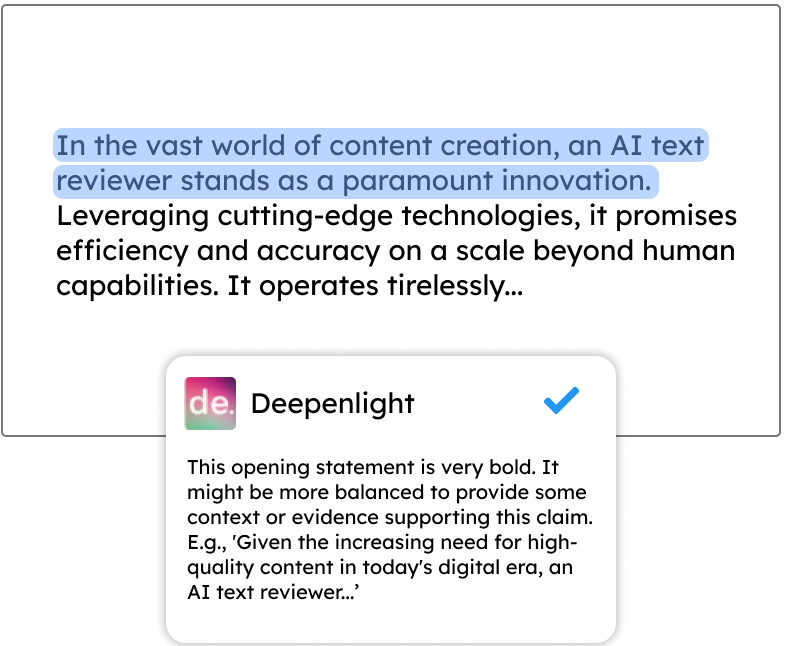 In the vast world of content creation, an AI text
reviewer stands as a paramount innovation.
Leveraging cutting-edge technologies, it promises
efficiency and accuracy on a scale beyond human
capabilities. It operates tirelessly...
de. Deepenlight
This opening statement is very bold. It
might be more balanced to provide some
context or evidence supporting this claim.
E.g., 'Given the increasing need for high-
quality content in today's digital era, an
AI text reviewer...’